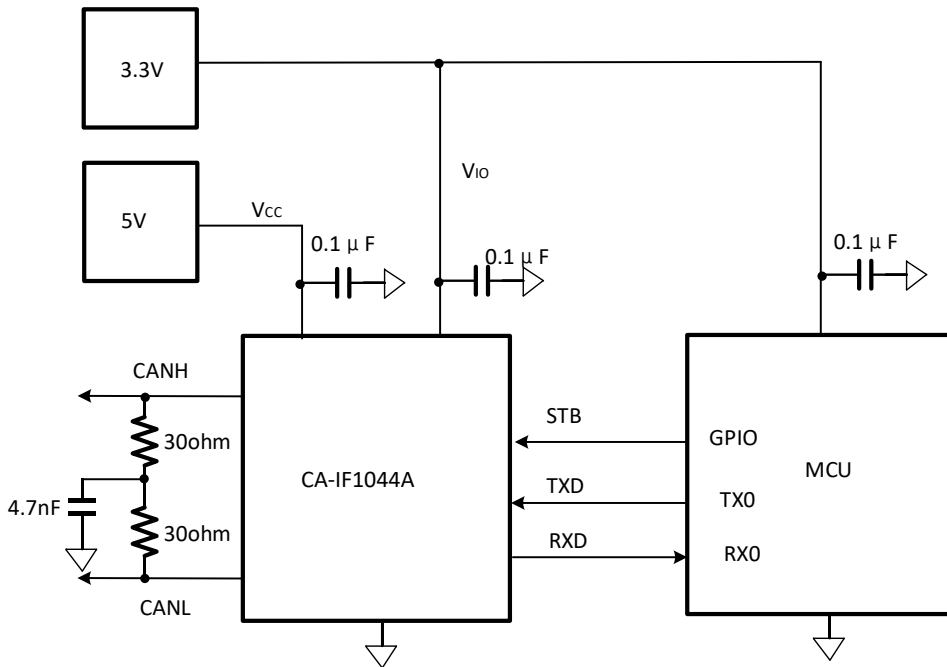 3.3V
VIO
5V
VCC
0.1 μ F
0.1 μ F
0.1 μ F
CANH
STB
GPIO
30ohm
CA-IF1044A
MCU
4.7nF
TXD
TX0
30ohm
RXD
RX0
CANL